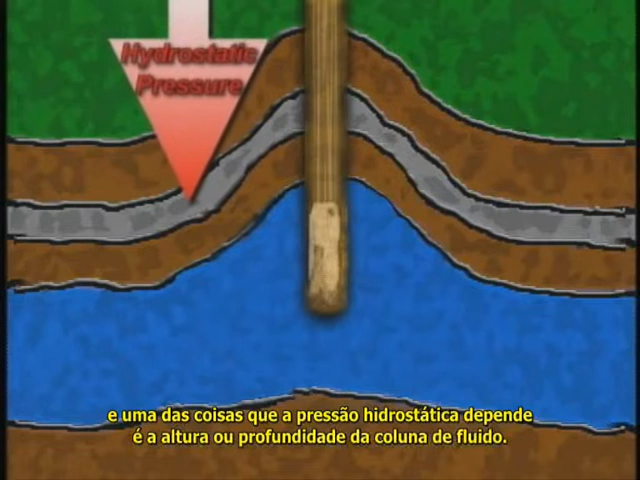 Hydrostatic
Pressure
e uma das coisas que a pressão hidrostática depende
é a altura ou profundidade da coluna de fluido.